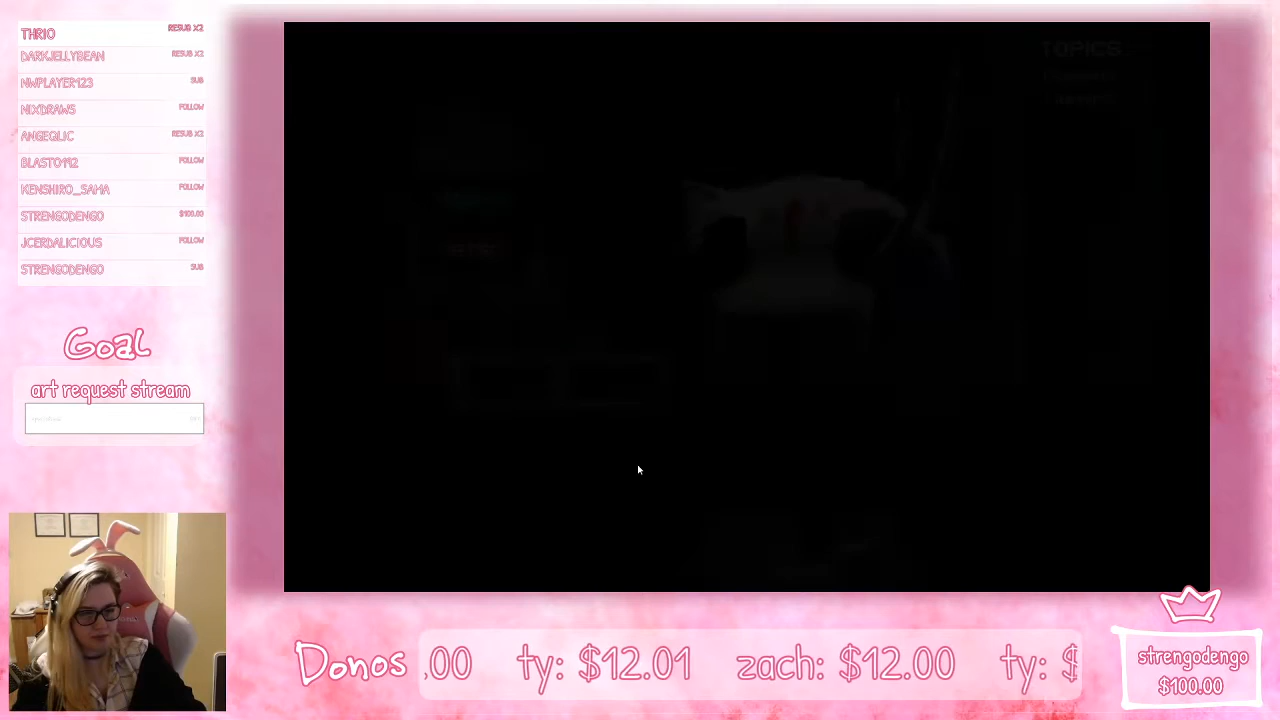 THRIO RESUB X2
DARKJELLYBEAN RESUB X2
NWPLAYER123 SUB
NIXDRAWS FOLLOW
ANGEQLIC RESUB X2
BLASTO192 FOLLOW
KENSHIRO_SAMA FOLLOW
STRENGODENGO $100.00
JCERDALICIOUS FOLLOW
STRENGODENGO SUB
Goal
art request stream
TOPICS
Donos .00 ty: $12.01 zach: $12.00 ty: $
strengodengo
$100.00